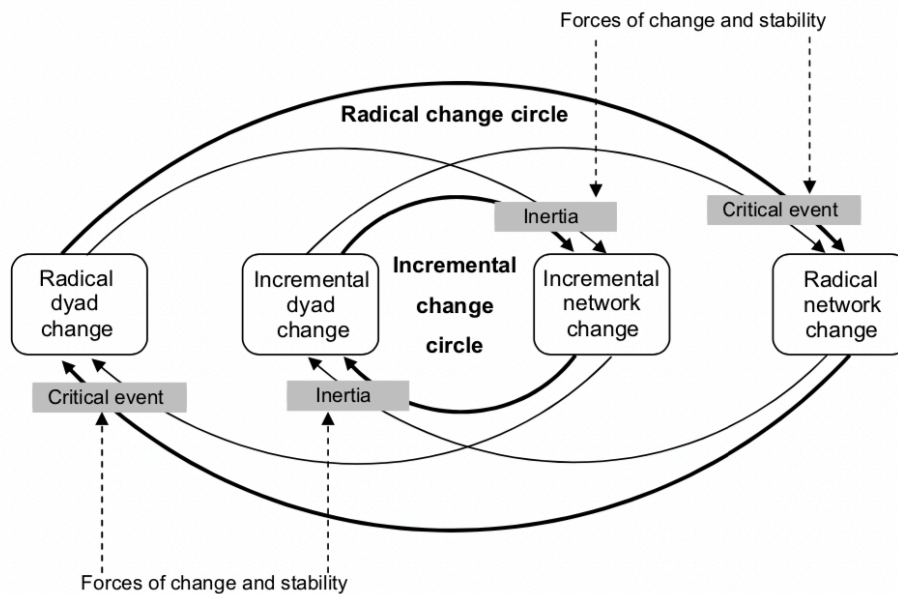 Forces of change and stability
Radical change circle
Inertia
Critical event
Radical
dyad
change
Incremental
dyad
change
Incremental
change
circle
Incremental
network
change
Radical
network
change
Critical event
Inertia
Forces of change and stability